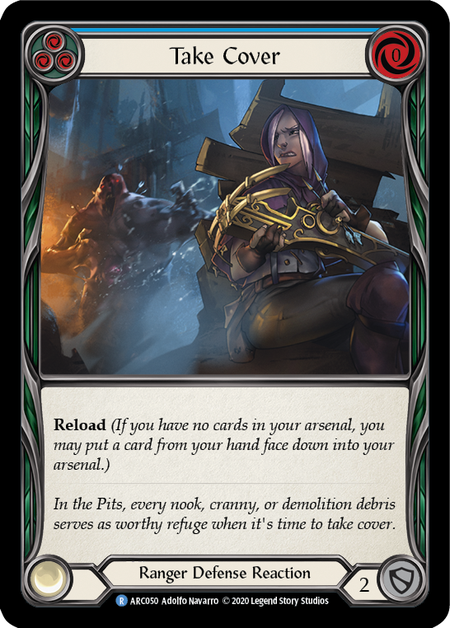 Take Cover
0
Reload (If you have no cards in your arsenal, you
may put a card from your hand face down into your
arsenal.)
In the Pits, every nook, cranny, or demolition debris
serves as worthy refuge when it's time to take cover.
Ranger Defense Reaction
2
R ARC050 Adolfo Navarro © 2020 Legend Story Studios